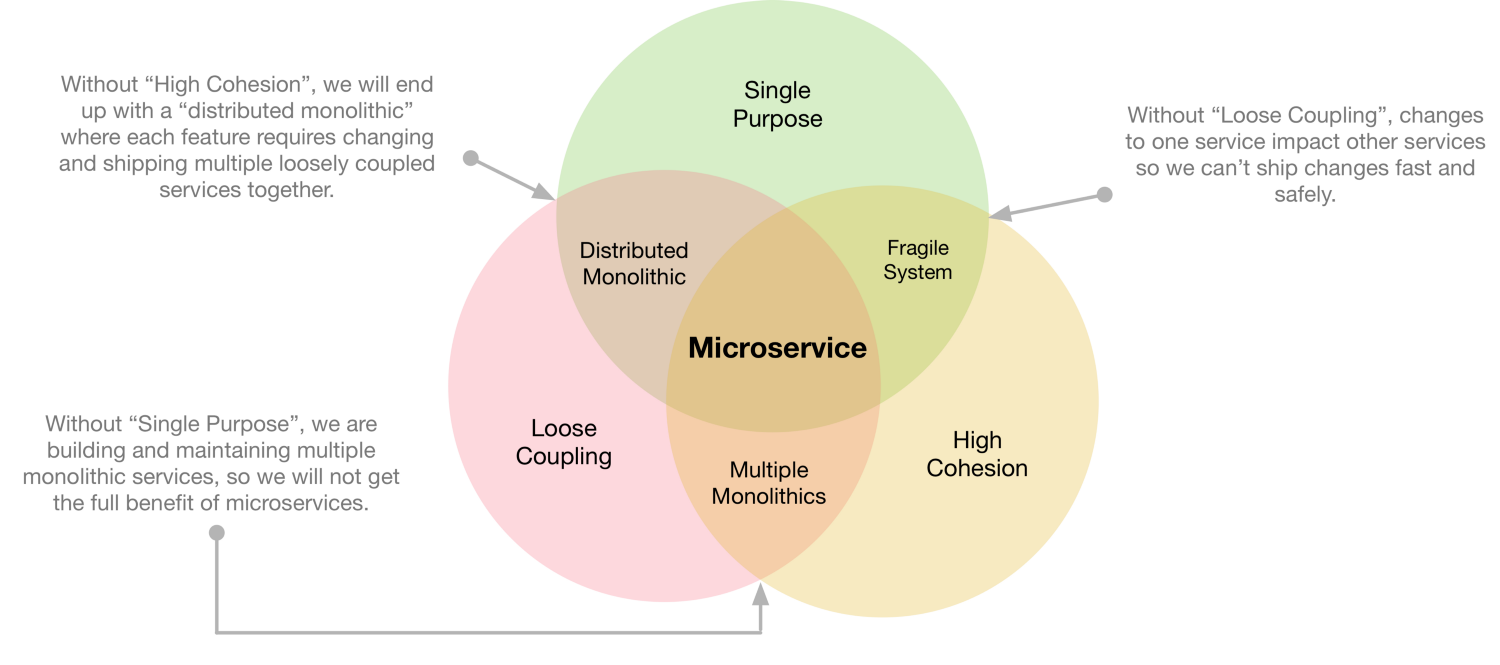 Without “High Cohesion”, we will end
up with a “distributed monolithic”
where each feature requires changing
and shipping multiple loosely coupled
services together.
Single
Purpose
Without “Loose Coupling”, changes
to one service impact other services
so we can’t ship changes fast and
safely.
Distributed
Monolithic
Fragile
System
Microservice
Without “Single Purpose”, we are
building and maintaining multiple
monolithic services, so we will not get
the full benefit of microservices.
Loose
Coupling
High
Cohesion
Multiple
Monolithics